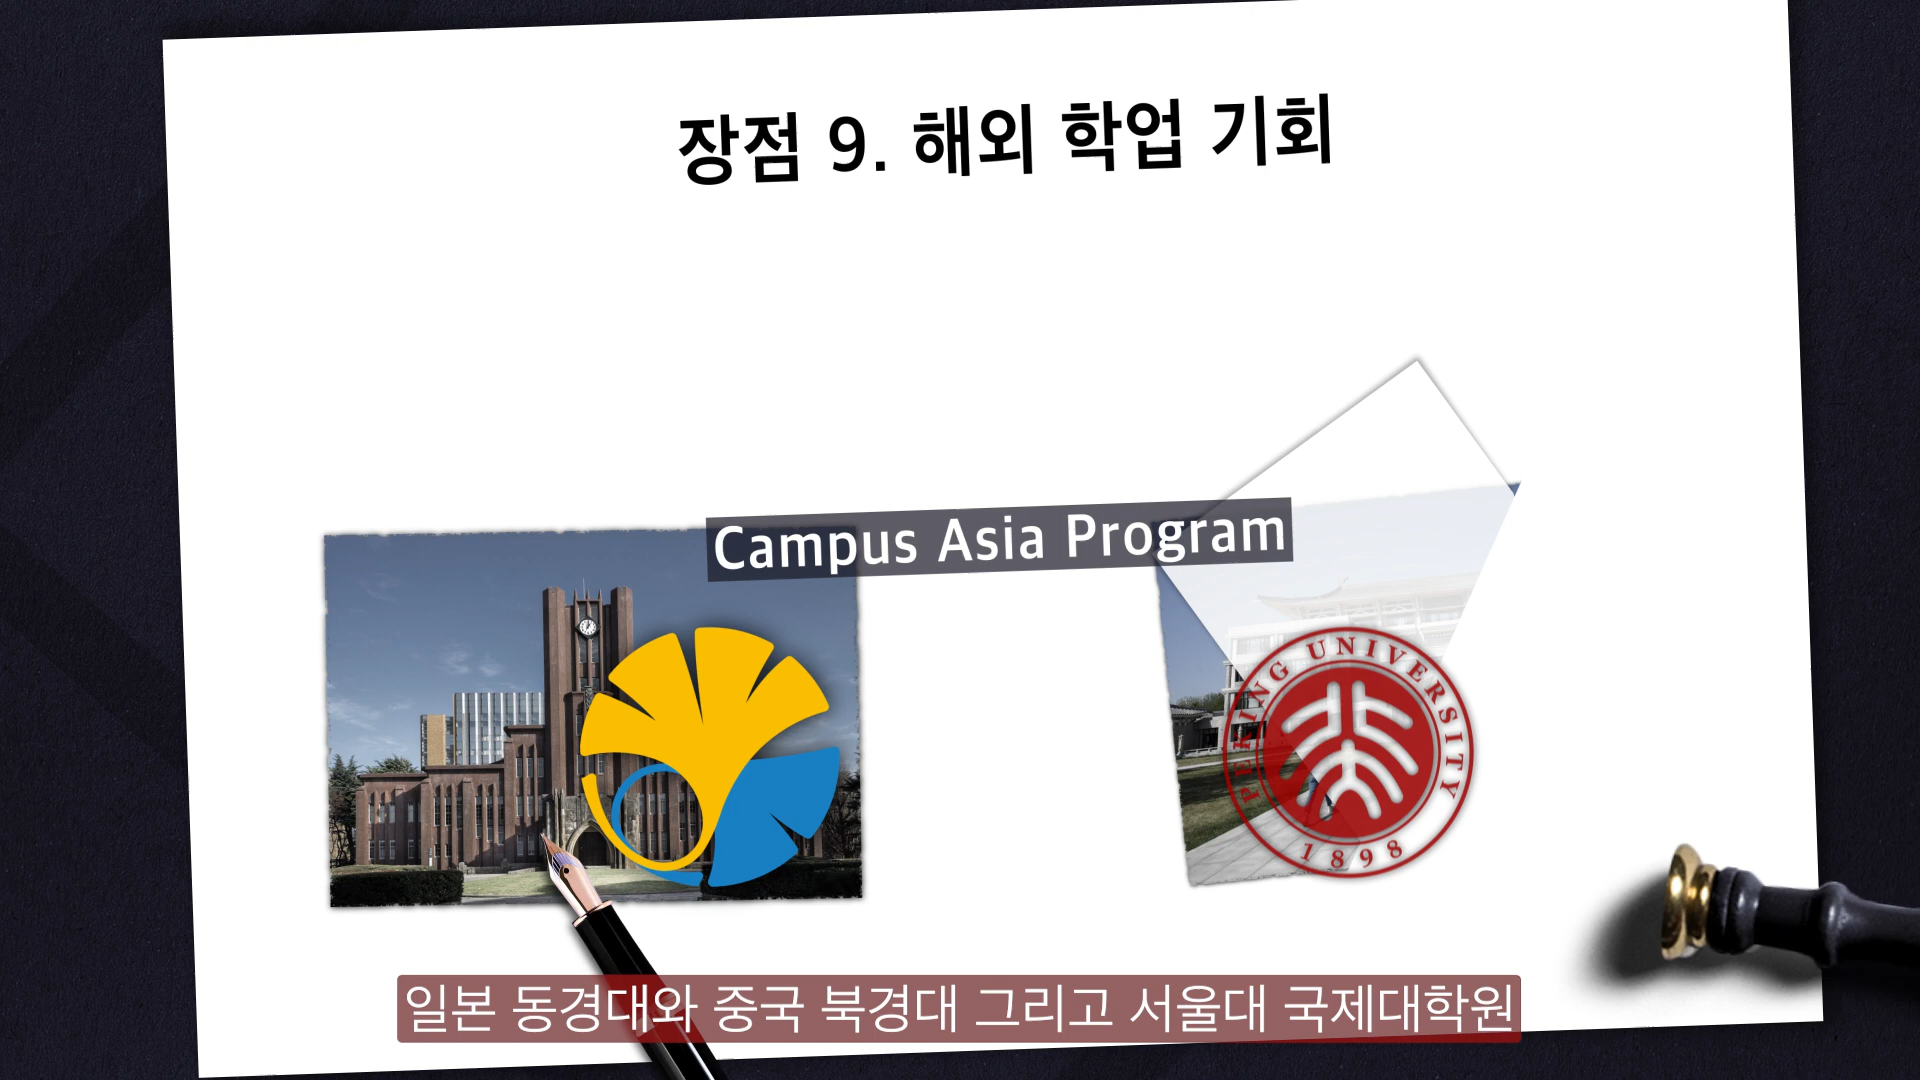 장점 9. 해외 학업 기회
Campus Asia Program
PEKING UNIVERSITY
1898
일본 동경대와 중국 북경대 그리고 서울대 국제대학원